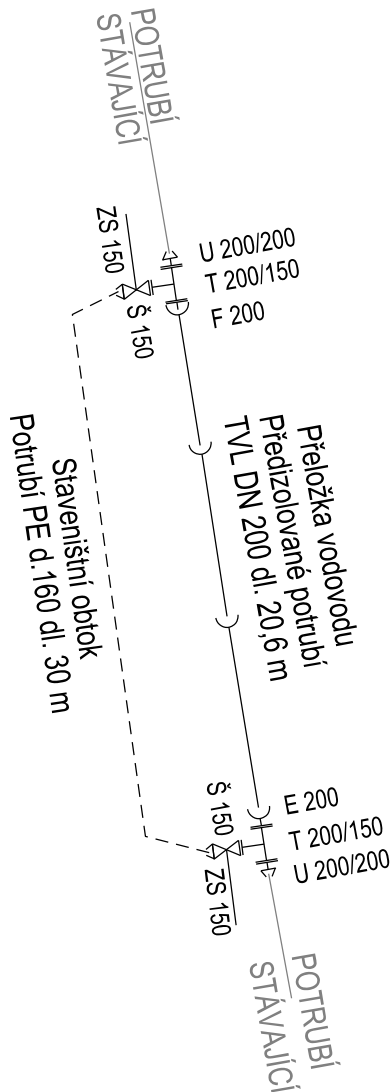 POTRUBÍ
STÁVAJÍCÍ
U 200/200
T 200/150
F 200
ZS 150
Š 150
Přeložka vodovodu
Předizolované potrubí
TVL DN 200 dl. 20,6 m
Staveništní obtok
Potrubí PE d.160 dl. 30 m
E 200
T 200/150
U 200/200
Š 150
ZS 150
POTRUBÍ
STÁVAJÍCÍ